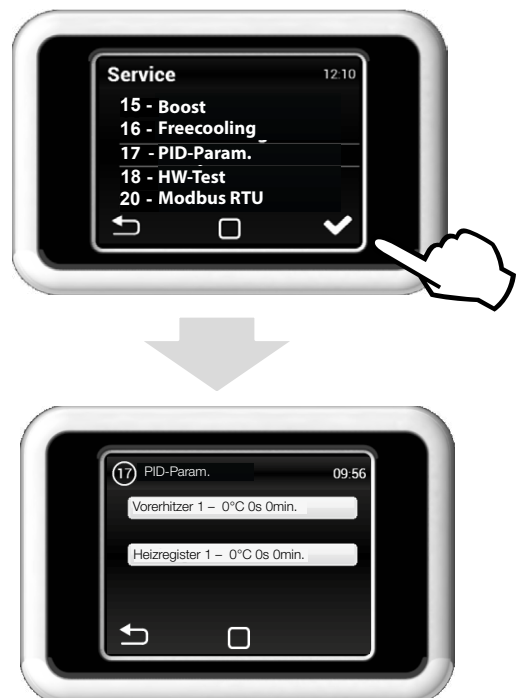 Service 12:10
15 - Boost
16 - Freecooling
17 - PID-Param.
18 - HW-Test
20 - Modbus RTU
17 PID-Param. 09:56
Vorerhitzer 1 – 0°C 0s 0min.
Heizregister 1 – 0°C 0s 0min.